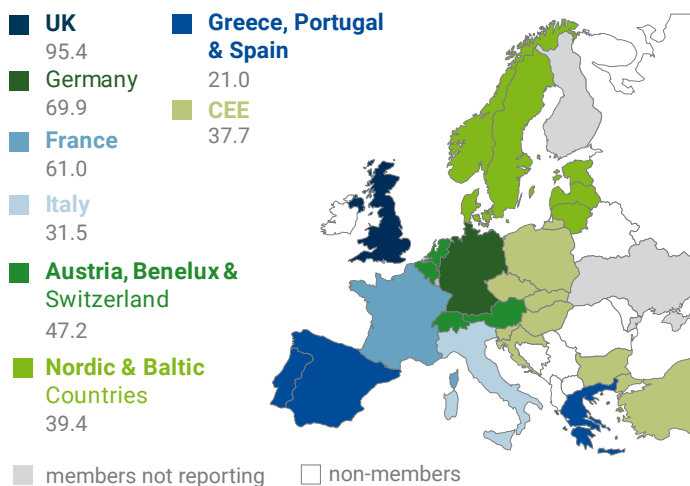 UK
95.4
Germany
69.9
France
61.0
Italy
31.5
Austria, Benelux &
Switzerland
47.2
Nordic & Baltic
Countries
39.4
Greece, Portugal
& Spain
21.0
CEE
37.7
members not reporting
non-members